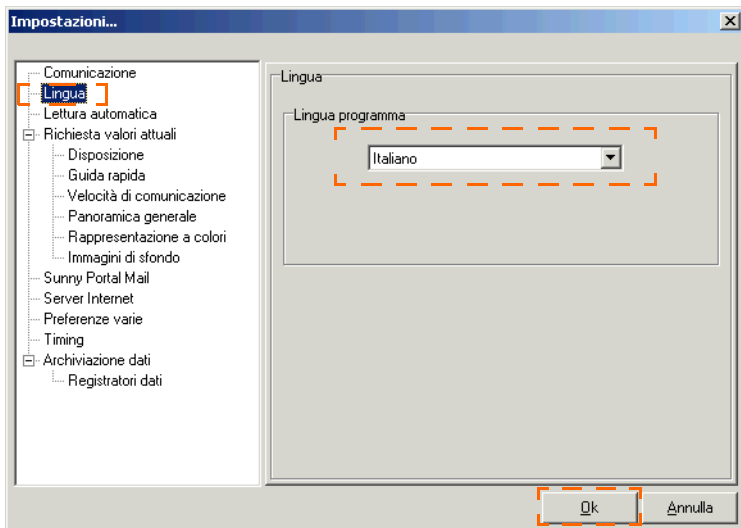 Impostazioni...
Comunicazione
Lingua
Lettura automatica
Richiesta valori attuali
Disposizione
Guida rapida
Velocità di comunicazione
Panoramica generale
Rappresentazione a colori
Immagini di sfondo
Sunny Portal Mail
Server Internet
Preferenze varie
Timing
Archiviazione dati
Registratori dati
Lingua
Lingua programma
Italiano
Ok
Annulla